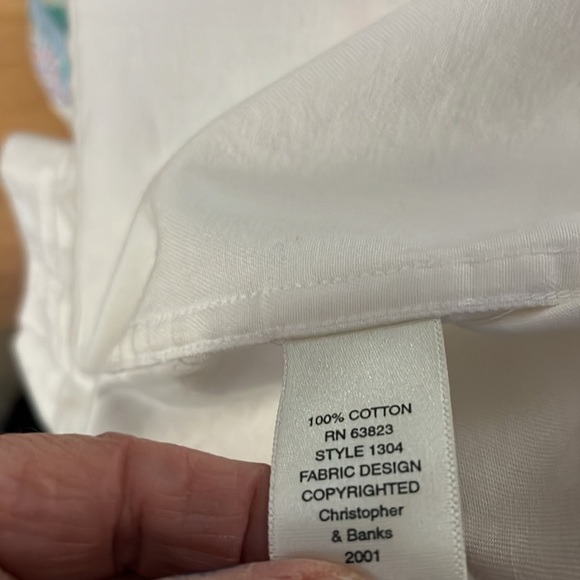 100% COTTON
RN 63823
STYLE 1304
FABRIC DESIGN
COPYRIGHTED
Christopher
& Banks
2001